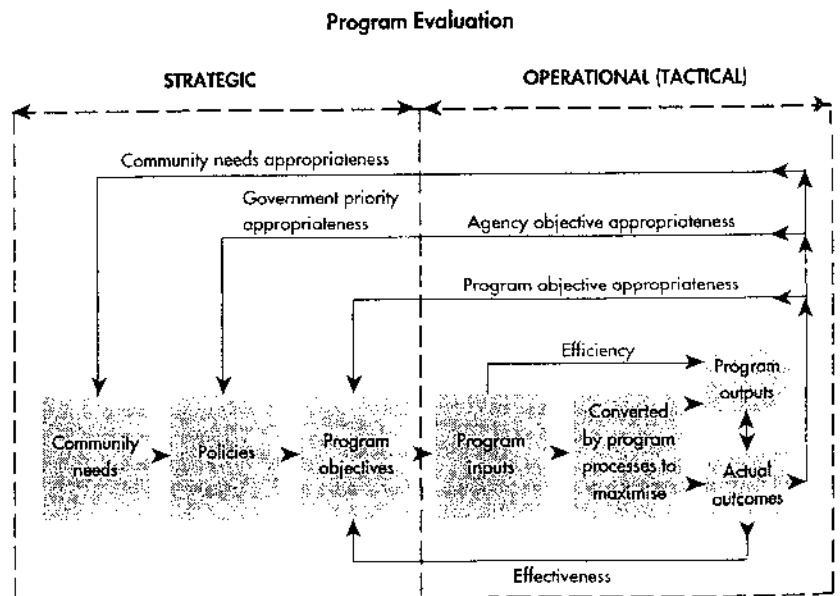 Program Evaluation
STRATEGIC
OPERATIONAL (TACTICAL)
Community needs appropriateness
Government priority
appropriateness
Agency objective appropriateness
Program objective appropriateness
Efficiency
Program
outputs
Community
needs
Policies
Program
objectives
Program
inputs
Converted
by program
processes to
maximise
Actual
outcomes
Effectiveness